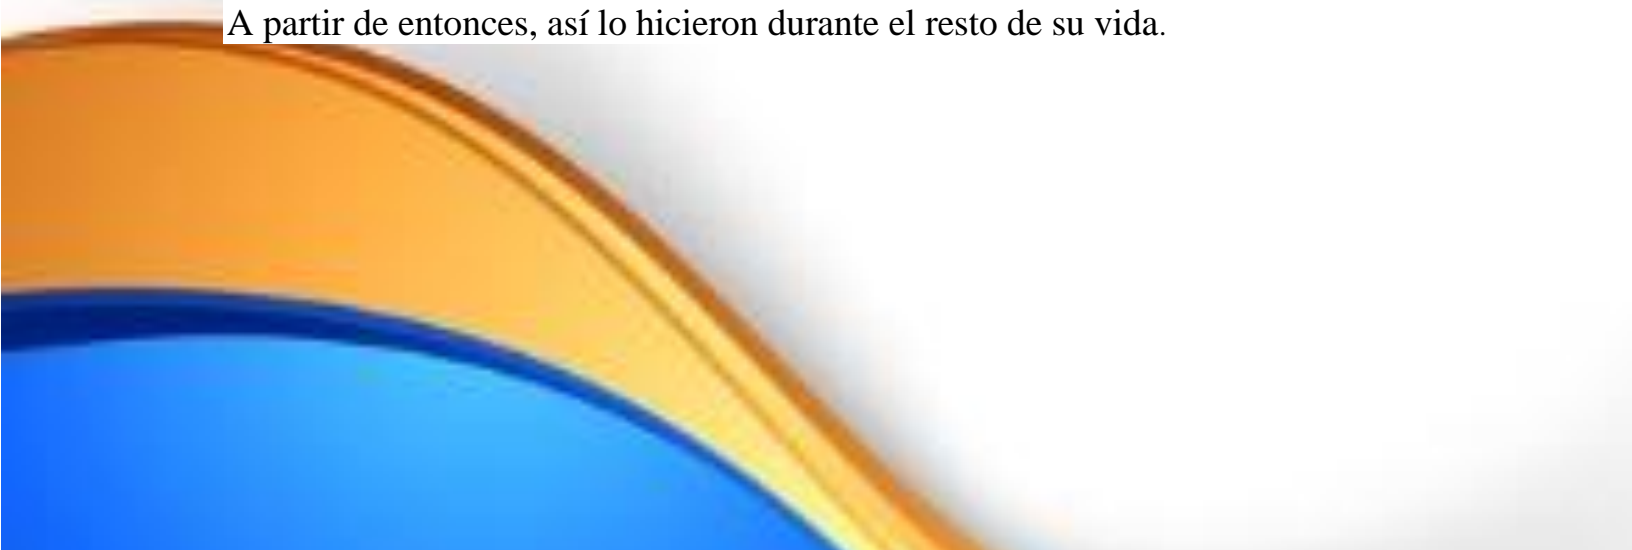 A partir de entonces, así lo hicieron durante el resto de su vida.